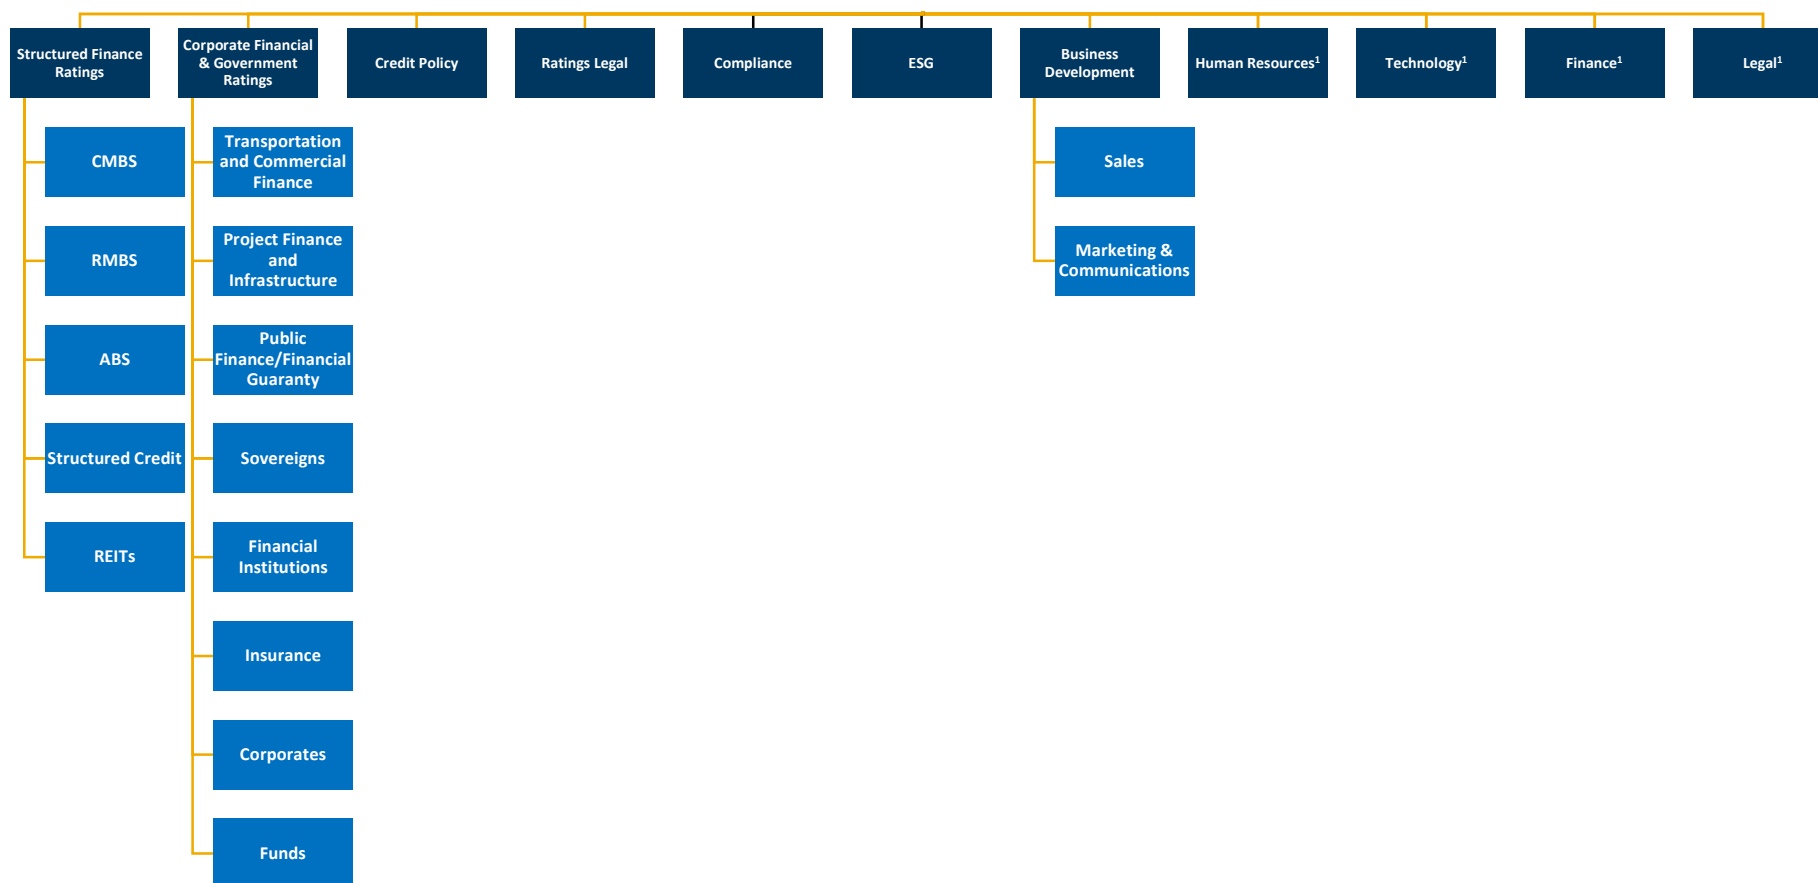 Structured Finance
Ratings
Corporate Financial
& Government
Ratings
Credit Policy
Ratings Legal
Compliance
ESG
Business
Development
Human Resources¹
Technology¹
Finance¹
Legal¹
CMBS
RMBS
ABS
Structured Credit
REITs
Transportation
and Commercial
Finance
Project Finance
and
Infrastructure
Public
Finance/Financial
Guaranty
Sovereigns
Financial
Institutions
Insurance
Corporates
Funds
Sales
Marketing &
Communications